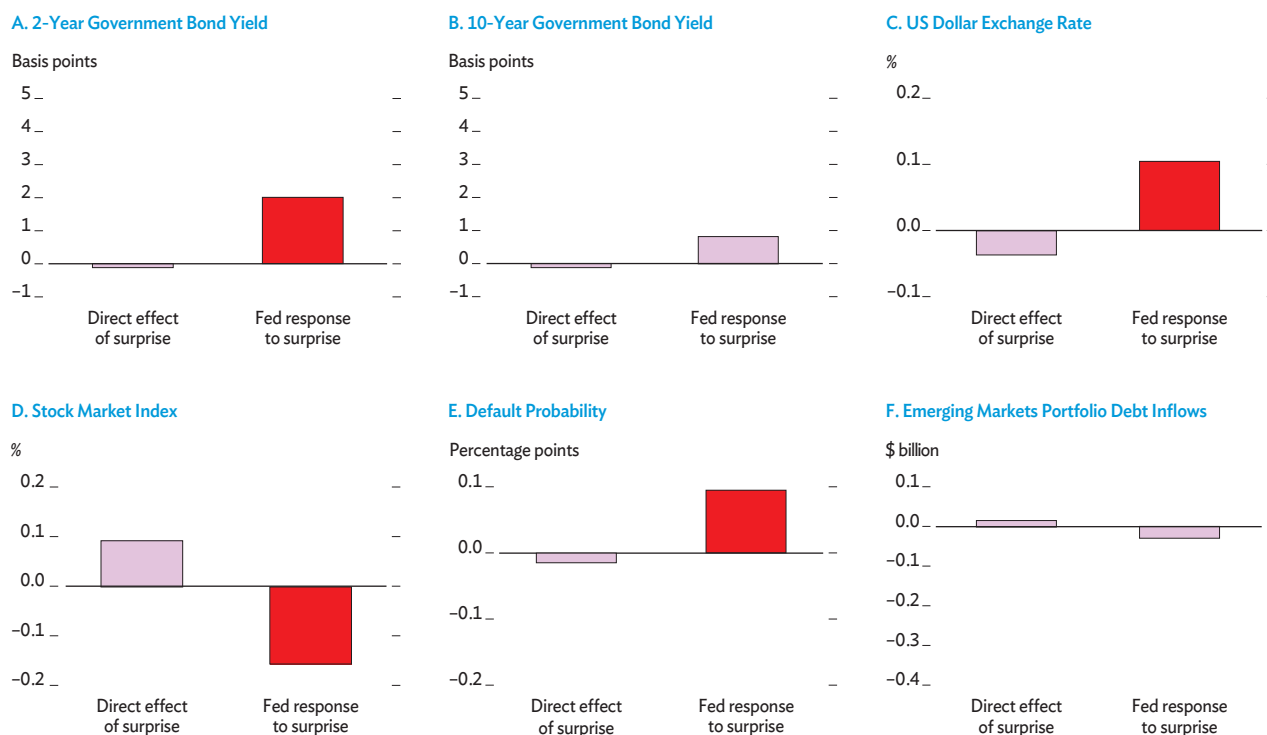 A. 2-Year Government Bond Yield
Basis points
5
4
3
2
1
0
–1
Direct effect
of surprise
Fed response
to surprise
B. 10-Year Government Bond Yield
Basis points
5
4
3
2
1
0
–1
Direct effect
of surprise
Fed response
to surprise
C. US Dollar Exchange Rate
%
0.2
0.1
0.0
–0.1
Direct effect
of surprise
Fed response
to surprise
D. Stock Market Index
%
0.2
0.1
0.0
–0.1
–0.2
Direct effect
of surprise
Fed response
to surprise
E. Default Probability
Percentage points
0.1
0.0
–0.1
–0.2
Direct effect
of surprise
Fed response
to surprise
F. Emerging Markets Portfolio Debt Inflows
$ billion
0.1
0.0
–0.1
–0.2
–0.3
–0.4
Direct effect
of surprise
Fed response
to surprise